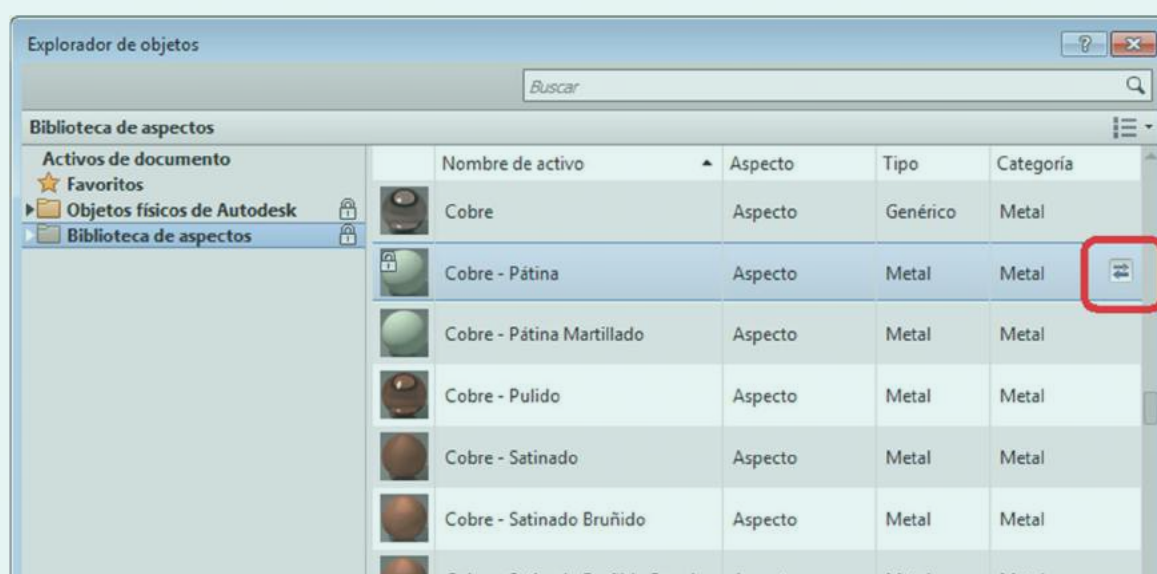 Explorador de objetos
Buscar
Biblioteca de aspectos
Activos de documento
Favoritos
Objetos físicos de Autodesk
Biblioteca de aspectos
Nombre de activo Aspecto Tipo Categoría
Cobre Aspecto Genérico Metal
Cobre - Pátina Aspecto Metal Metal
Cobre - Pátina Martillado Aspecto Metal Metal
Cobre - Pulido Aspecto Metal Metal
Cobre - Satinado Aspecto Metal Metal
Cobre - Satinado Bruñido Aspecto Metal Metal